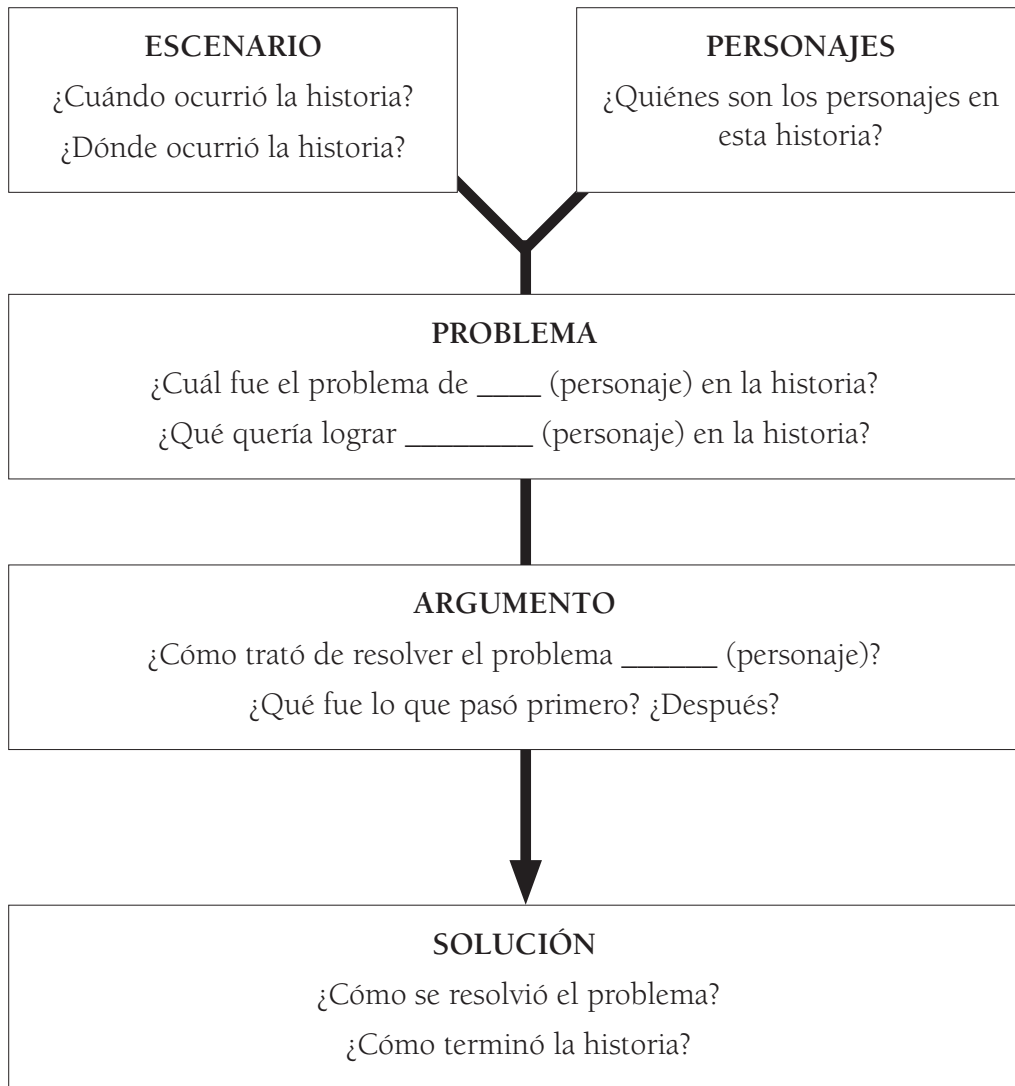 ESCENARIO
¿Cuándo ocurrió la historia?
¿Dónde ocurrió la historia?
PERSONAJES
¿Quiénes son los personajes en
esta historia?
PROBLEMA
¿Cuál fue el problema de ____ (personaje) en la historia?
¿Qué quería lograr ________ (personaje) en la historia?
ARGUMENTO
¿Cómo trató de resolver el problema ______ (personaje)?
¿Qué fue lo que pasó primero? ¿Después?
SOLUCIÓN
¿Cómo se resolvió el problema?
¿Cómo terminó la historia?